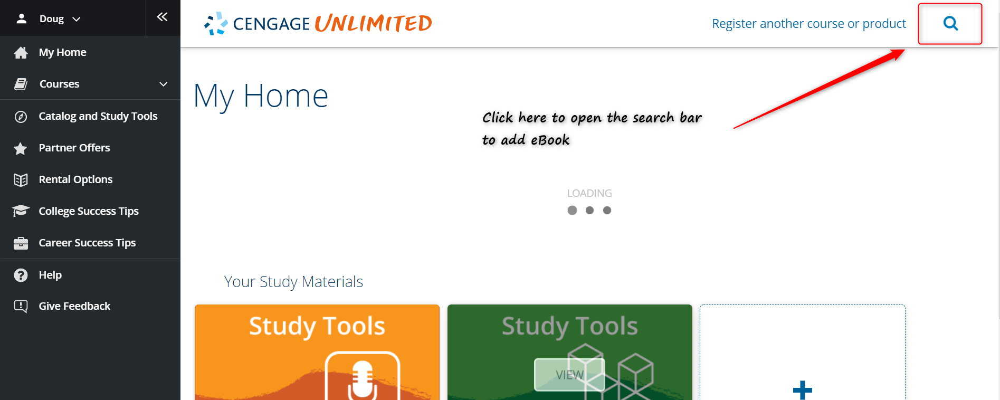 Doug
My Home
Courses
Catalog and Study Tools
Partner Offers
Rental Options
College Success Tips
Career Success Tips
Help
Give Feedback
CENGAGE UNLIMITED
Register another course or product
My Home
Click here to open the search bar
to add eBook
LOADING
Your Study Materials
Study Tools
Study Tools
VIEW